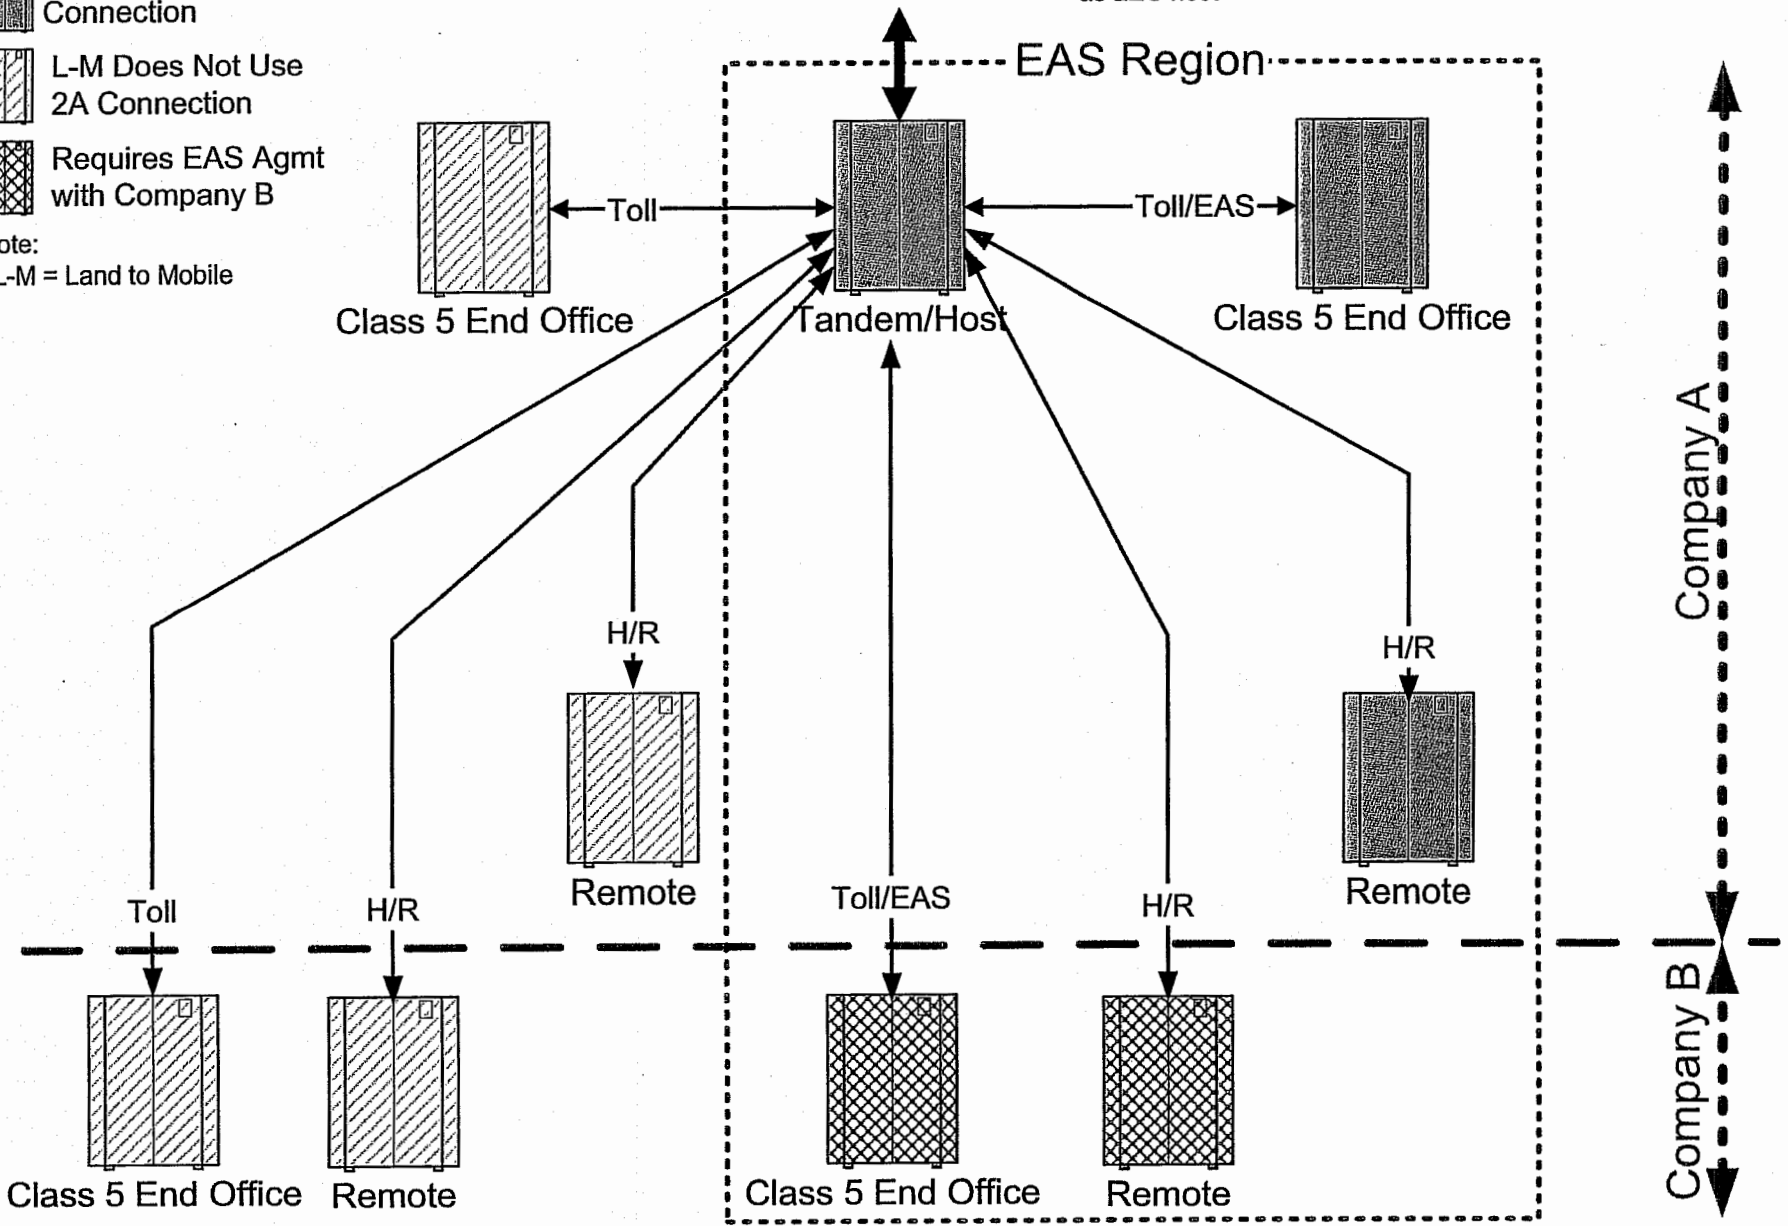 Connection
L-M Does Not Use
2A Connection
Requires EAS Agmt
with Company B
L-M = Land to Mobile
EAS Region
Toll
Toll/EAS
Class 5 End Office
Tandem/Host
Class 5 End Office
Company A
H/R
H/R
Remote
Remote
Toll
H/R
Toll/EAS
H/R
Company B
Class 5 End Office
Remote
Class 5 End Office
Remote